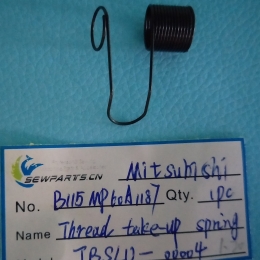 SEWPARTS.CN
Mitsubishi
No. B115MP60A1187 Qty. 1pc
Name Thread take-up spring